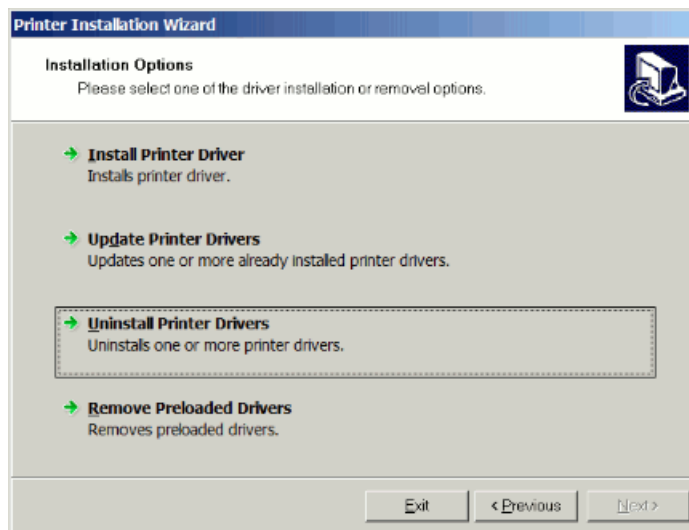 Printer Installation Wizard
Installation Options
Please select one of the driver installation or removal options.
Install Printer Driver
Installs printer driver.
Update Printer Drivers
Updates one or more already installed printer drivers.
Uninstall Printer Drivers
Uninstalls one or more printer drivers.
Remove Preloaded Drivers
Removes preloaded drivers.
Exit
< Previous
Next >